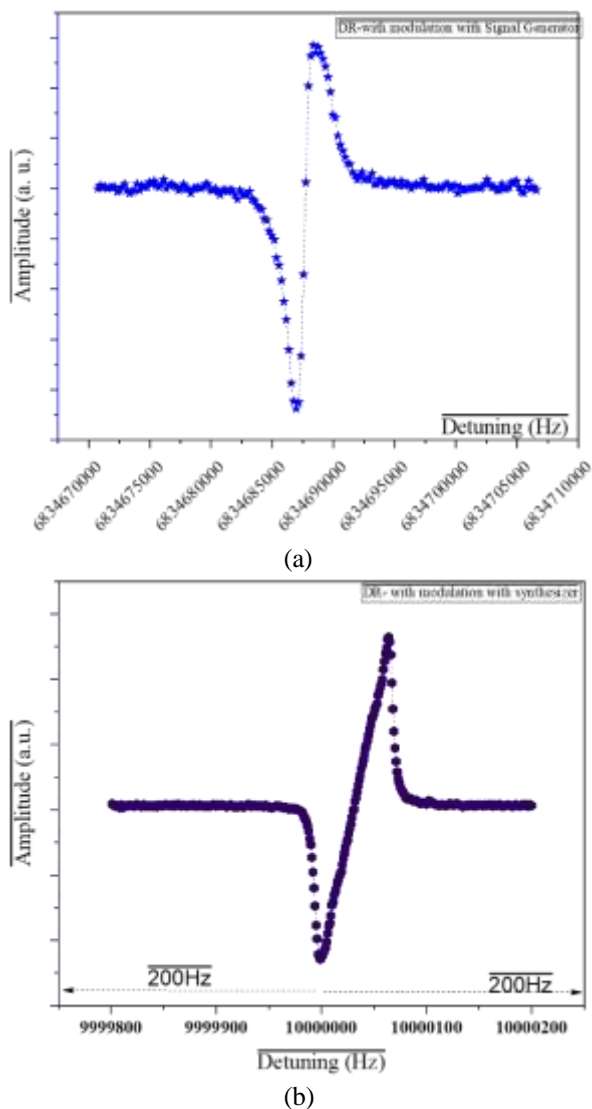 DR-with modulation with Signal Generator
Amplitude (a. u.)
Detuning (Hz)
6834670000
6834675000
6834680000
6834685000
6834690000
6834695000
6834700000
6834705000
6834710000
(a)
DR- with modulation with synthesizer
Amplitude (a.u.)
200Hz
200Hz
9999800
9999900
10000000
10000100
10000200
Detuning (Hz)
(b)